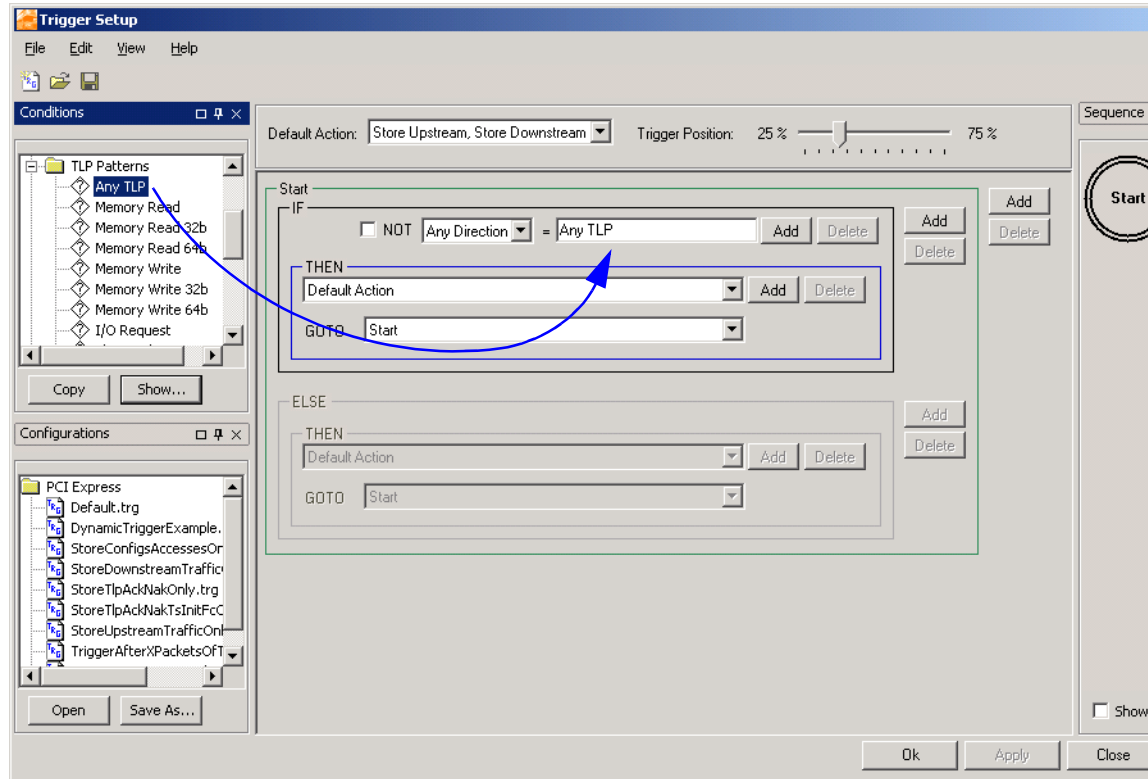 Trigger Setup
File Edit View Help
Conditions
TLP Patterns
Any TLP
Memory Read
Memory Read 32b
Memory Read 64b
Memory Write
Memory Write 32b
Memory Write 64b
I/O Request
Copy Show...
Configurations
PCI Express
Default.trg
DynamicTriggerExample.
StoreConfigsAccessesOn
StoreDownstreamTraffic
StoreTlpAckNakOnly.trg
StoreTlpAckNakTsInitFcC
StoreUpstreamTrafficOnl
TriggerAfterXPacketsOfT
Open Save As...
Default Action: Store Upstream, Store Downstream Trigger Position: 25 % 75 %
Start
IF
NOT Any Direction = Any TLP Add Delete
THEN
Default Action Add Delete
GOTO Start
Add
Delete
Add
Delete
ELSE
THEN
Default Action Add Delete
GOTO Start
Add
Delete
Sequence
Start
Show
Ok Apply Close